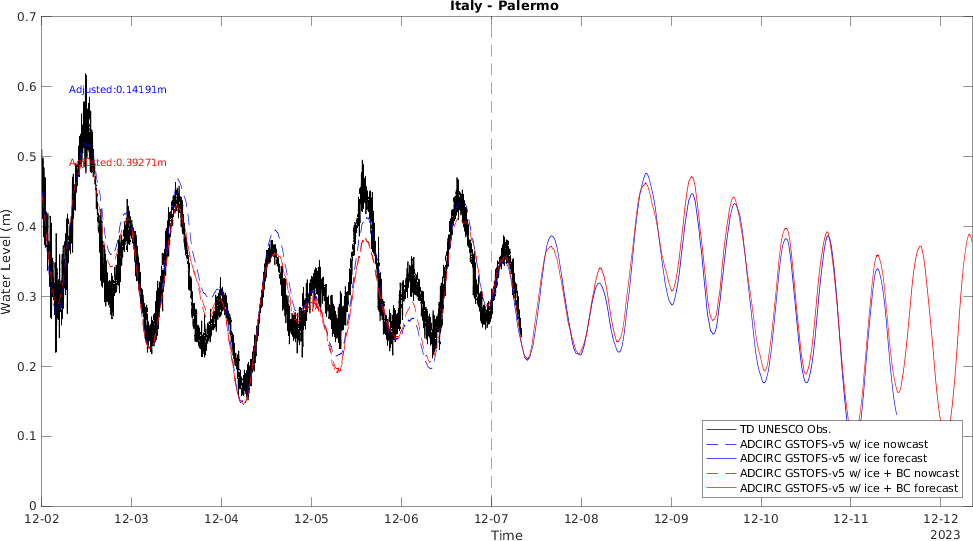 Italy - Palermo
0.7
0.6
0.5
0.4
0.3
0.2
0.1
0
Water Level (m)
Adjusted:0.14191m
Adjusted:0.39271m
TD UNESCO Obs.
ADCIRC GSTOFS-v5 w/ ice nowcast
ADCIRC GSTOFS-v5 w/ ice forecast
ADCIRC GSTOFS-v5 w/ ice + BC nowcast
ADCIRC GSTOFS-v5 w/ ice + BC forecast
12-02 12-03 12-04 12-05 12-06 12-07 12-08 12-09 12-10 12-11 12-12
Time
2023